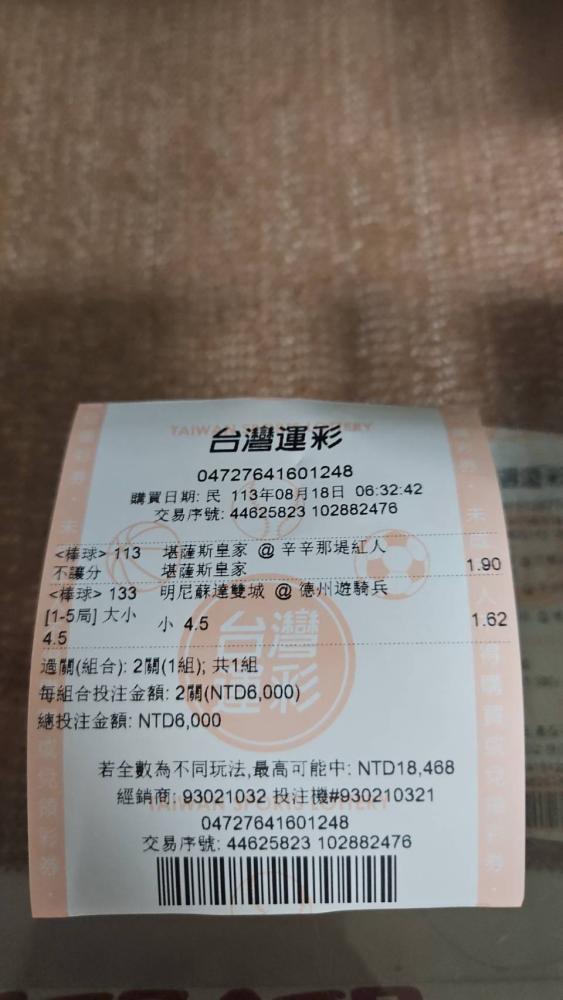 TAIWAN SPORTS LOTTERY
台灣運彩
04727641601248
購買日期: 民 113年08月18日 06:32:42
交易序號: 44625823 102882476
<棒球> 113 堪薩斯皇家 @ 辛辛那堤紅人
不讓分 堪薩斯皇家 1.90
<棒球> 133 明尼蘇達雙城 @ 德州遊騎兵
[1-5局] 大小 小 4.5 1.62
4.5
過關(組合): 2關(1組); 共1組
每組合投注金額: 2關(NTD6,000)
總投注金額: NTD6,000
台灣運彩
若全數為不同玩法,最高可能中: NTD18,468
經銷商: 93021032 投注機#930210321
TAIWAN SPORTS LOTTERY
04727641601248
交易序號: 44625823 102882476